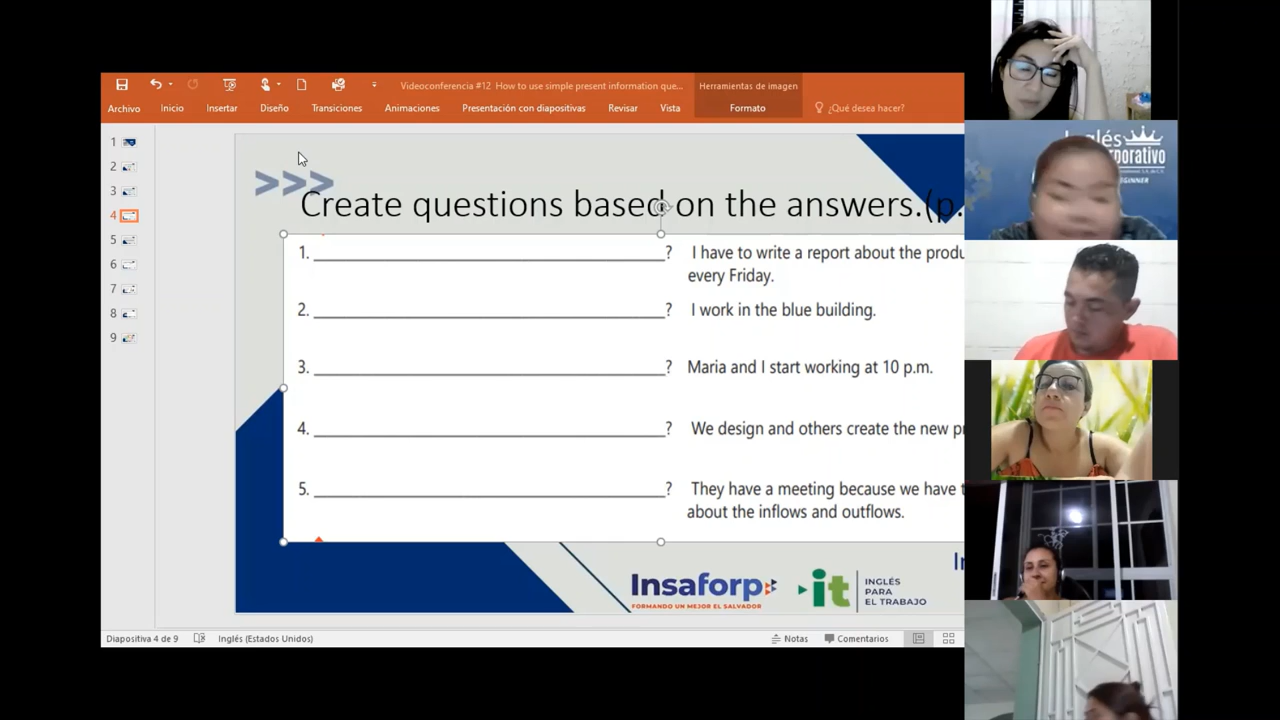 Videoconferencia #12 How to use simple present information que...
Herramientas de imagen
Archivo Inicio Insertar Diseño Transiciones Animaciones Presentación con diapositivas Revisar Vista Formato ¿Qué desea hacer?
1
2
3
4
5
6
7
8
9
>>>
Create questions based on the answers.(p.
1. ? I have to write a report about the produ
every Friday.
2. ? I work in the blue building.
3. ? Maria and I start working at 10 p.m.
4. ? We design and others create the new p
5. ? They have a meeting because we have t
about the inflows and outflows.
Insaforp
FORMANDO UN MEJOR EL SALVADOR
it
INGLÉS
PARA
EL TRABAJO
In
Diapositiva 4 de 9 Inglés (Estados Unidos) Notas Comentarios
Inglés
orporativo
EGINNER